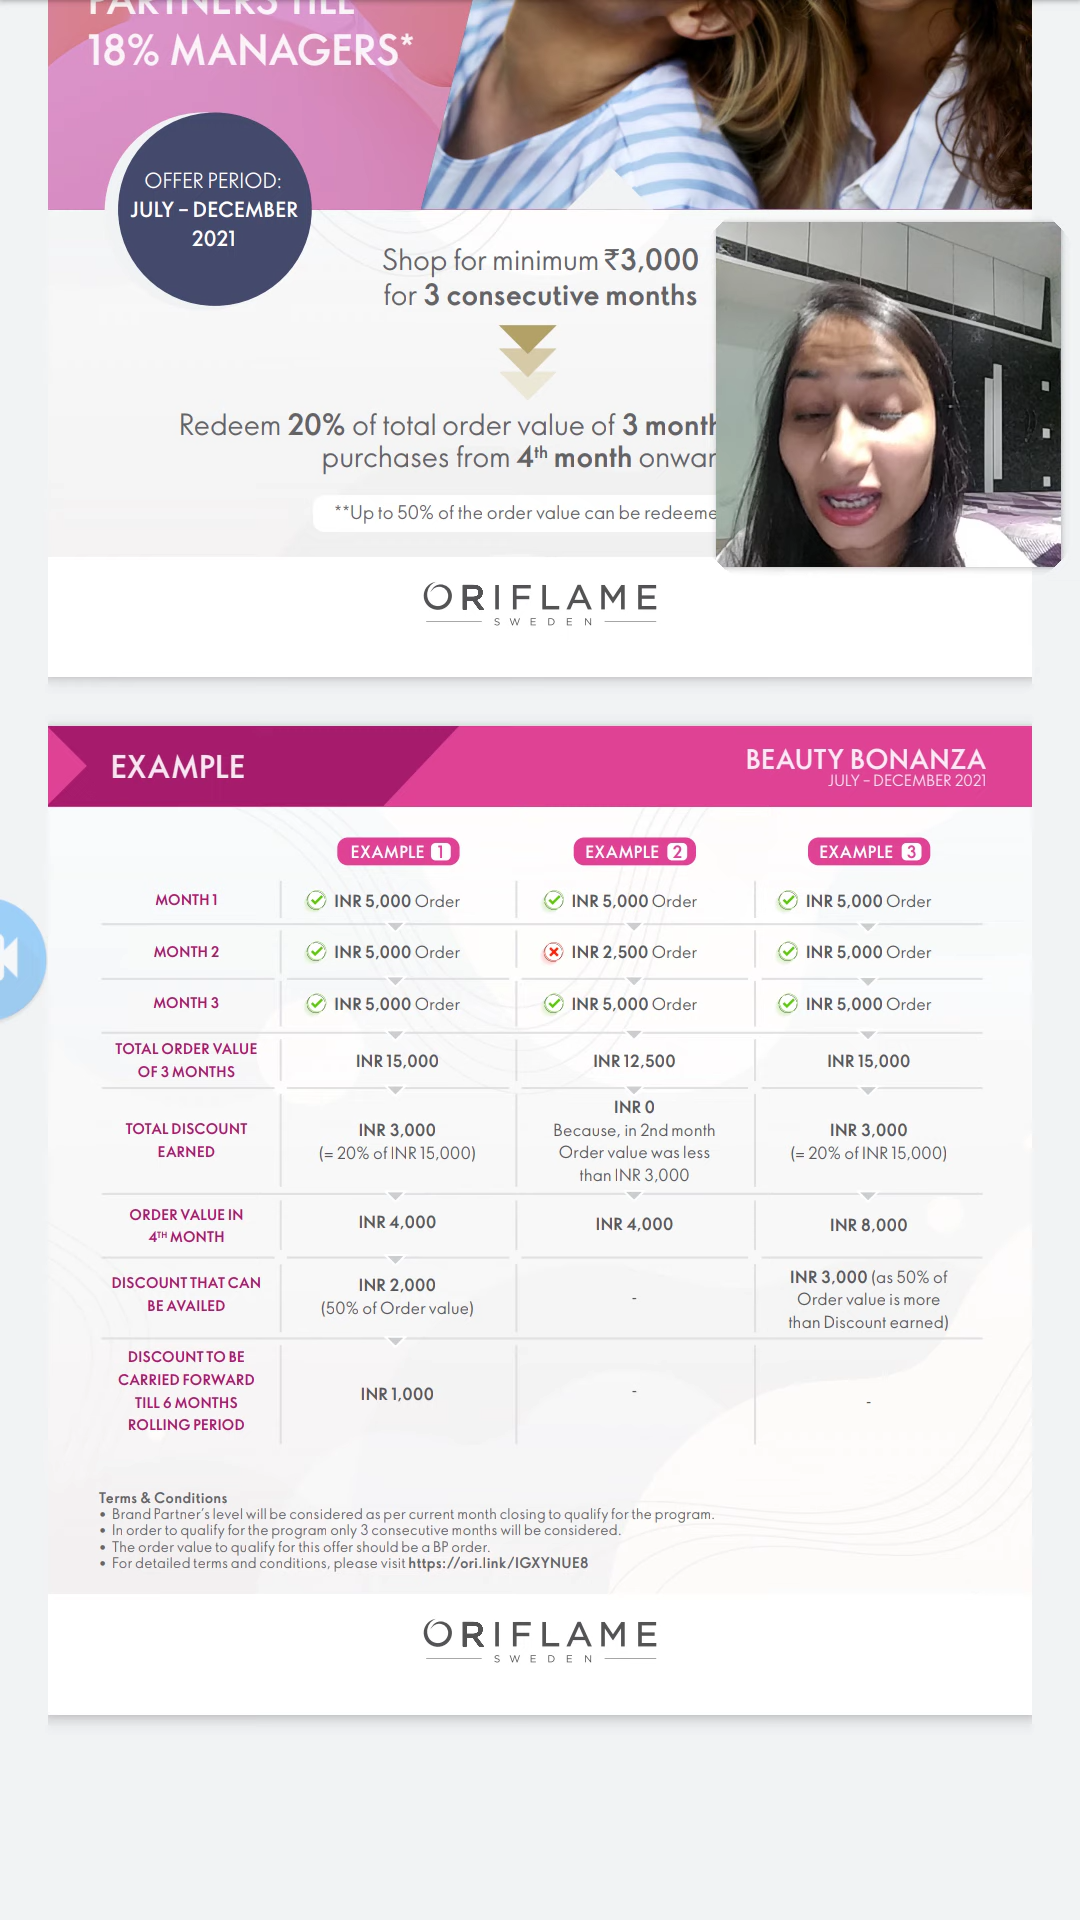 PARTNERS TILL
18% MANAGERS*
OFFER PERIOD:
JULY – DECEMBER
2021
Shop for minimum ₹3,000
for 3 consecutive months
Redeem 20% of total order value of 3
purchases from 4th month
**Up to 50% of the order value can be
ORIFLAME
SWEDEN
EXAMPLE
BEAUTY BONANZA
JULY – DECEMBER 2021
EXAMPLE 1 EXAMPLE 2 EXAMPLE 3
MONTH 1 INR 5,000 Order INR 5,000 Order INR 5,000 Order
MONTH 2 INR 5,000 Order INR 2,500 Order INR 5,000 Order
MONTH 3 INR 5,000 Order INR 5,000 Order INR 5,000 Order
TOTAL ORDER VALUE
OF 3 MONTHS
INR 15,000 INR 12,500 INR 15,000
TOTAL DISCOUNT
EARNED
INR 3,000
(= 20% of INR 15,000)
INR 0
Because, in 2nd month
Order value was less
than INR 3,000
INR 3,000
(= 20% of INR 15,000)
ORDER VALUE IN
4TH MONTH
INR 4,000 INR 4,000 INR 8,000
DISCOUNT THAT CAN
BE AVAILED
INR 2,000
(50% of Order value)
-
INR 3,000 (as 50% of
Order value is more
than Discount earned)
DISCOUNT TO BE
CARRIED FORWARD
TILL 6 MONTHS
ROLLING PERIOD
INR 1,000 - -
Terms & Conditions
• Brand Partner's level will be considered as per current month closing to qualify for the program.
• In order to qualify for the program only 3 consecutive months will be considered.
• The order value to qualify for this offer should be a BP order.
• For detailed terms and conditions, please visit https://ori.link/IGXYNUE8
ORIFLAME
SWEDEN